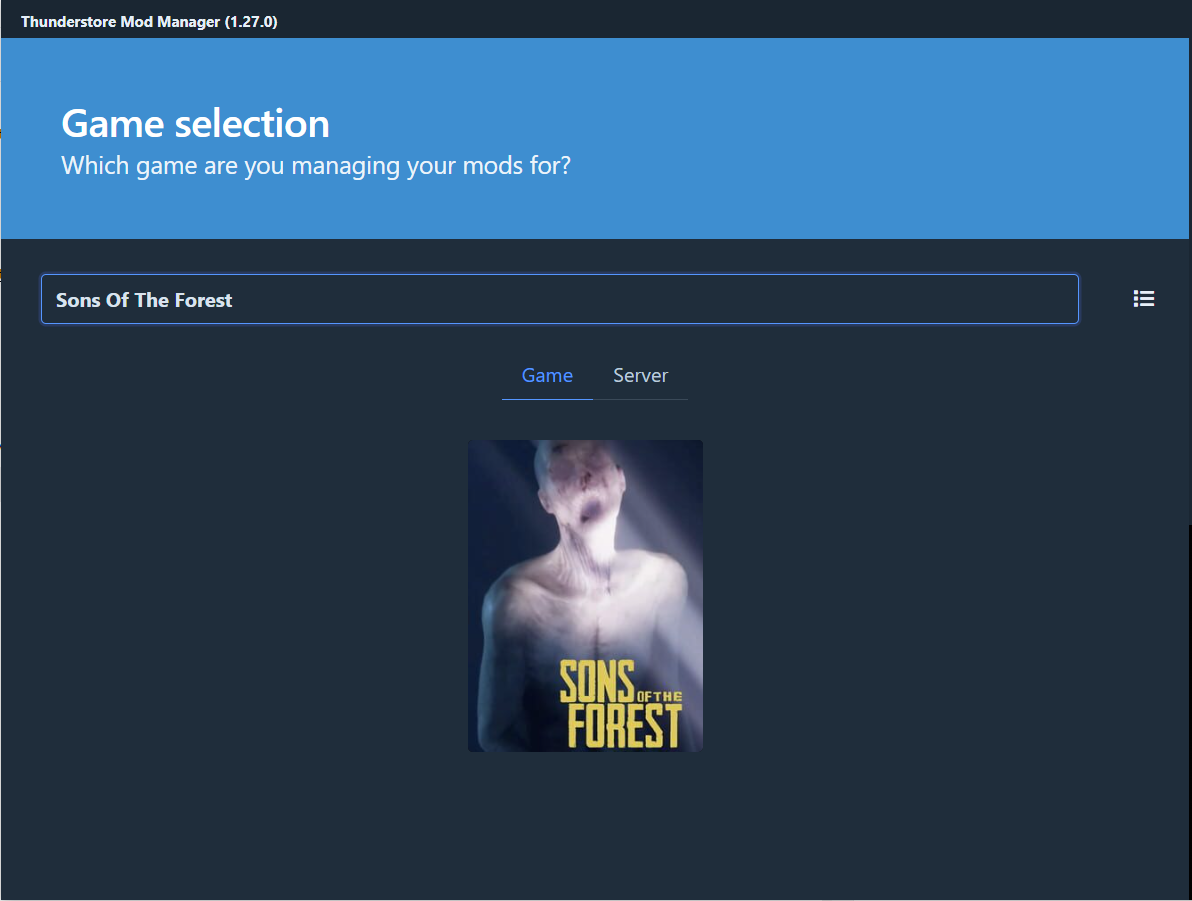 Thunderstore Mod Manager (1.27.0)
Game selection
Which game are you managing your mods for?
Sons Of The Forest
Game
Server
SONS
OF THE
FOREST